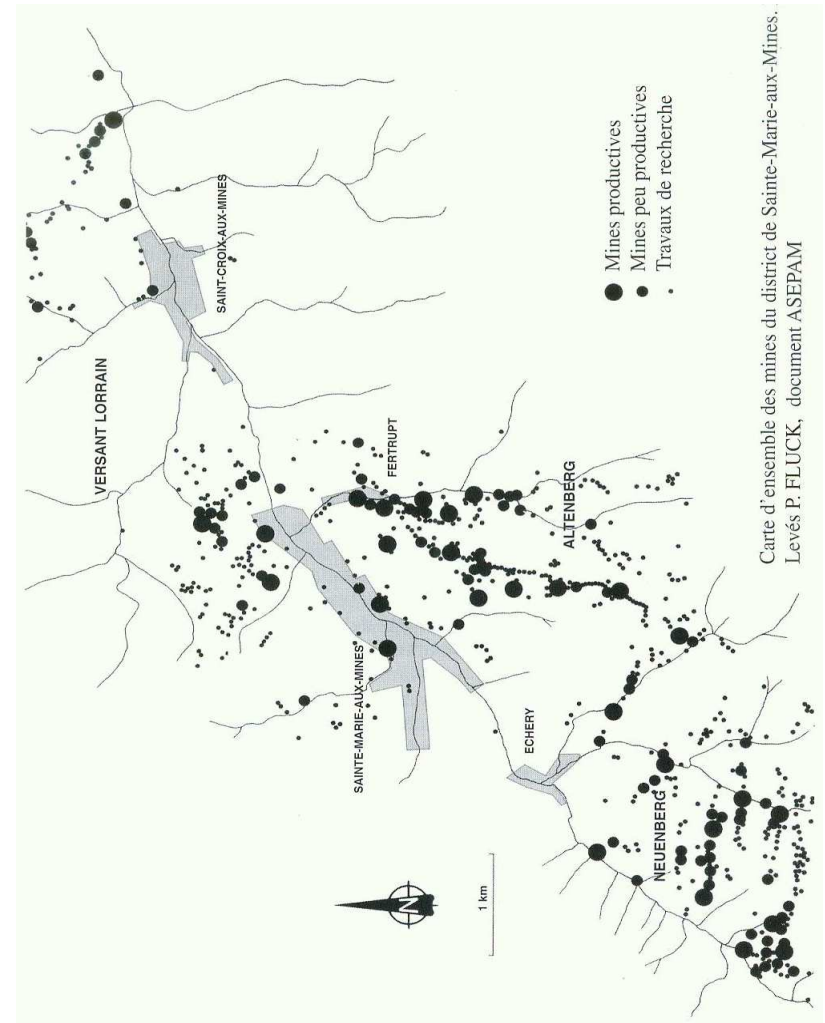 VERSANT LORRAIN
SAINT-CROIX-AUX-MINES
SAINTE-MARIE-AUX-MINES
FERTRUPT
ALTENBERG
ECHERY
NEUENBERG
N
1 km
Mines productives
Mines peu productives
Travaux de recherche
Carte d'ensemble des mines du district de Sainte-Marie-aux-Mines.
Levés P. FLUCK, document ASEPAM